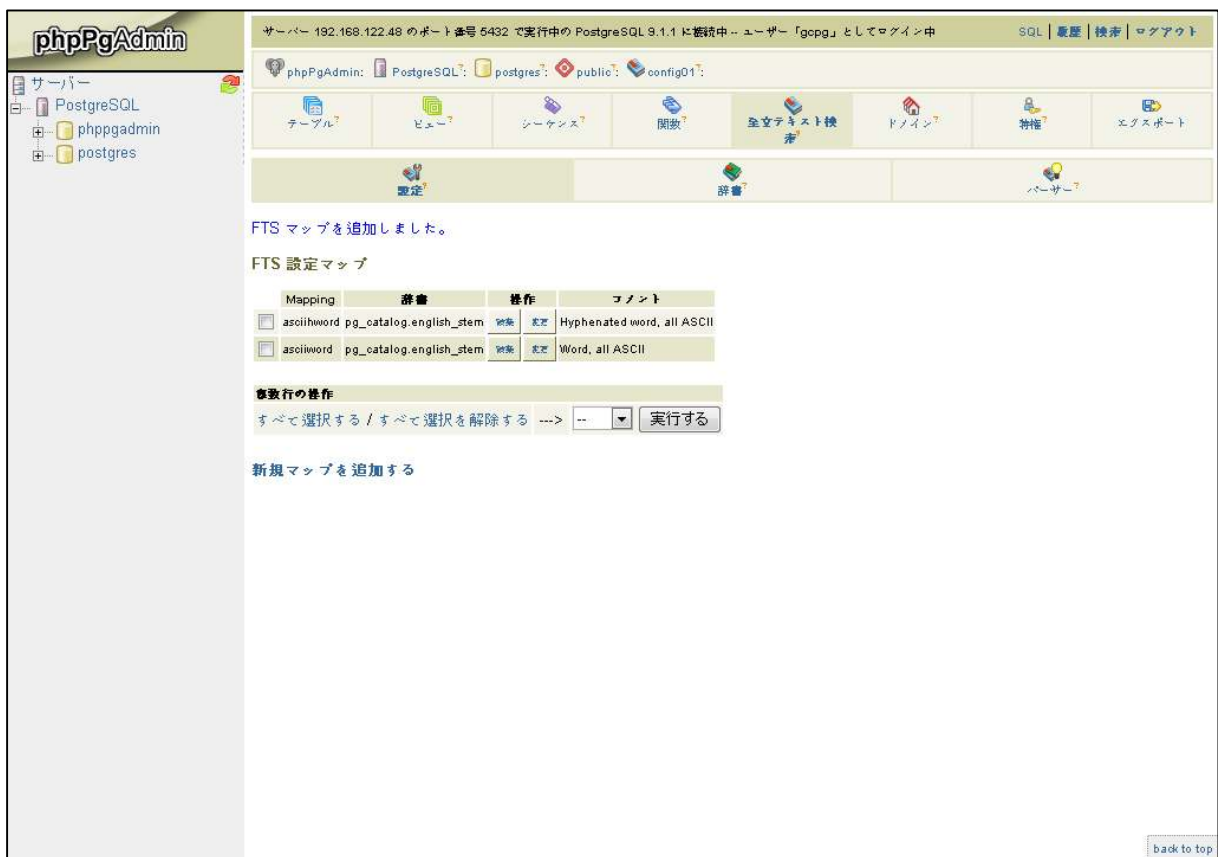 phpPgAdmin
サーバー
PostgreSQL
phppgadmin
postgres
サーバー 192.168.122.48 のポート番号 5432 で実行中の PostgreSQL 9.1.1 に接続中 -- ユーザー「gcpg」としてログイン中
SQL | 履歴 | 検索 | ログアウト
phpPgAdmin: PostgreSQL?: postgres?: public?: config01?:
テーブル? ビュー? シーケンス? 関数? 全文テキスト検索? ドメイン? 特権? エクスポート
設定? 辞書? パーサー?
FTS マップを追加しました。
FTS 設定マップ
Mapping 辞書 操作 コメント
asciihword pg_catalog.english_stem 破棄 変更 Hyphenated word, all ASCII
asciiword pg_catalog.english_stem 破棄 変更 Word, all ASCII
複数行の操作
すべて選択する / すべて選択を解除する ---> -- 実行する
新規マップを追加する
back to top